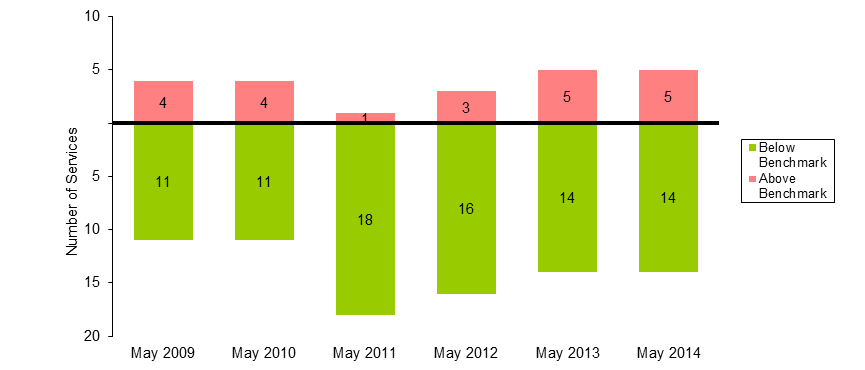 10
5
5
10
15
20
Number of Services
4
4
1
3
5
5
11
11
18
16
14
14
May 2009
May 2010
May 2011
May 2012
May 2013
May 2014
Below
Benchmark
Above
Benchmark